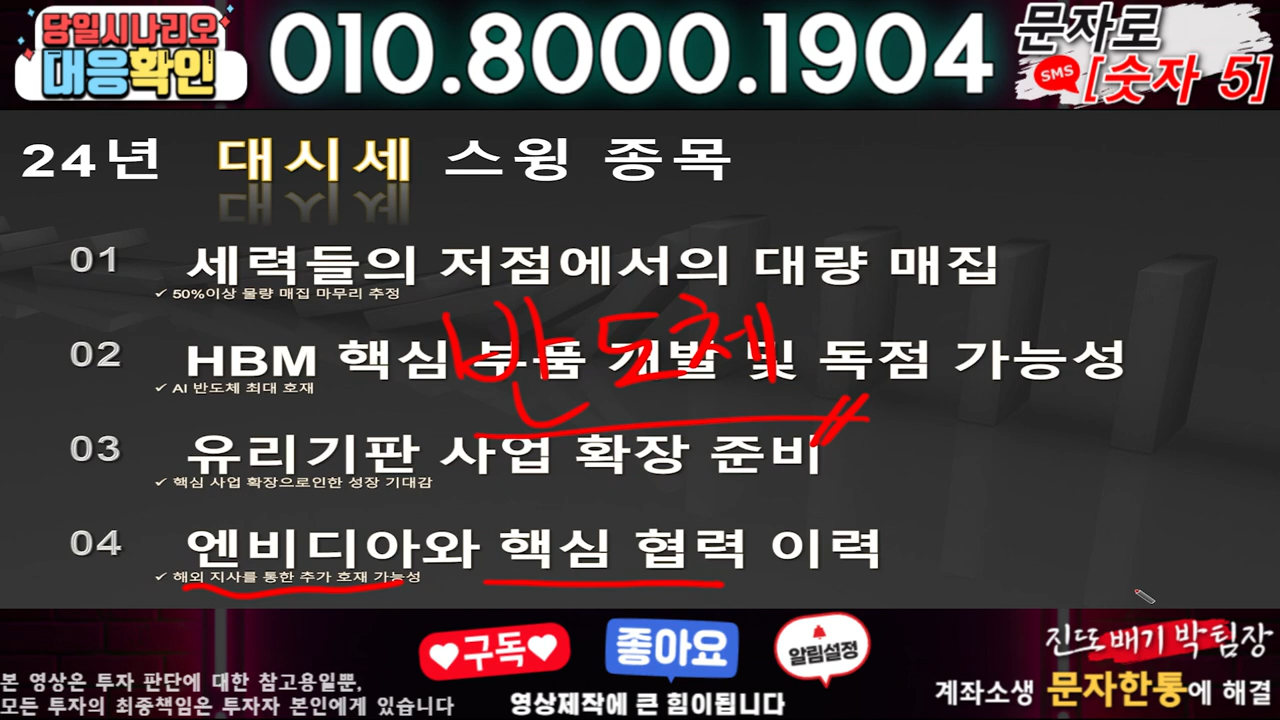 당일시나리오
대응확인
010.8000.1904
문자로
SMS
[숫자 5]
24년 대시세 스윙 종목
01 세력들의 저점에서의 대량 매집
✓ 50%이상 물량 매집 마무리 추정
반도체
02 HBM 핵심 부품 개발 및 독점 가능성
✓ AI 반도체 최대 호재
03 유리기판 사업 확장 준비
✓ 핵심 사업 확장으로인한 성장 기대감
04 엔비디아와 핵심 협력 이력
✓ 해외 지사를 통한 추가 호재 가능성
구독
좋아요
알림설정
진또배기 박팀장
본 영상은 투자 판단에 대한 참고용일뿐,
모든 투자의 최종책임은 투자자 본인에게 있습니다
영상제작에 큰 힘이됩니다
계좌소생 문자한통에 해결